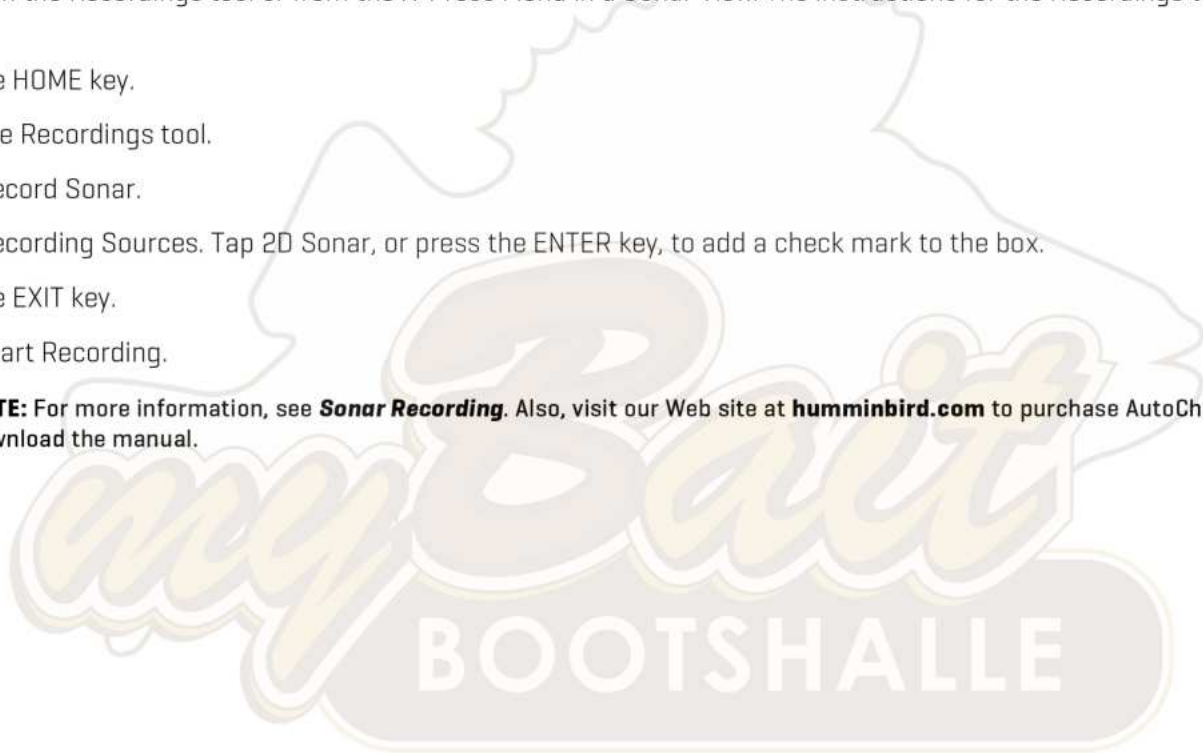 the Recordings tool or from the X-Press Menu in a Sonar View. The instructions for the Recordings
e HOME key.
e Recordings tool.
ecord Sonar.
ecording Sources. Tap 2D Sonar, or press the ENTER key, to add a check mark to the box.
e EXIT key.
art Recording.
TE: For more information, see Sonar Recording. Also, visit our Web site at humminbird.com to purchase AutoCh
nload the manual.
myBait
BOOTSHALLE